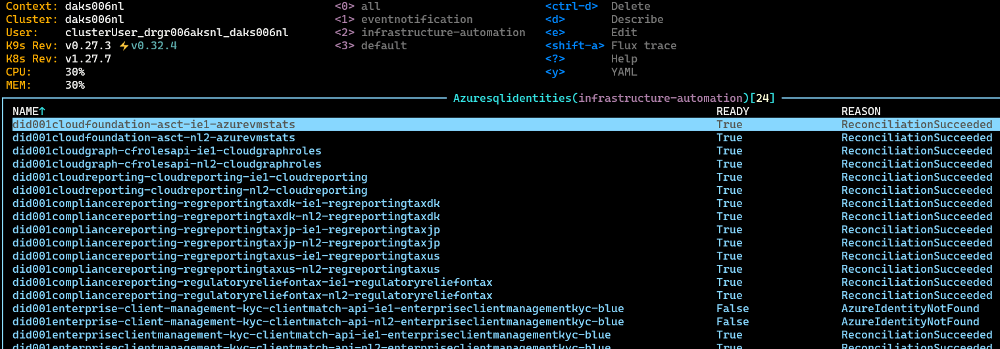 Context: daks006nl <0> all <ctrl-d> Delete
Cluster: daks006nl <1> eventnotification <d> Describe
User: clusterUser_drgr006aksnl_daks006nl <2> infrastructure-automation <e> Edit
K9s Rev: v0.27.3 ⚡v0.32.4 <3> default <shift-a> Flux trace
K8s Rev: v1.27.7 <?> Help
CPU: 30% <y> YAML
MEM: 30%
Azuresqlidentities(infrastructure-automation)[24]
NAME↑ READY REASON
did001cloudfoundation-asct-ie1-azurevmstats True ReconciliationSucceeded
did001cloudfoundation-asct-nl2-azurevmstats True ReconciliationSucceeded
did001cloudgraph-cfrolesapi-ie1-cloudgraphroles True ReconciliationSucceeded
did001cloudgraph-cfrolesapi-nl2-cloudgraphroles True ReconciliationSucceeded
did001cloudreporting-cloudreporting-ie1-cloudreporting True ReconciliationSucceeded
did001cloudreporting-cloudreporting-nl2-cloudreporting True ReconciliationSucceeded
did001compliancereporting-regreportingtaxdk-ie1-regreportingtaxdk True ReconciliationSucceeded
did001compliancereporting-regreportingtaxdk-nl2-regreportingtaxdk True ReconciliationSucceeded
did001compliancereporting-regreportingtaxjp-ie1-regreportingtaxjp True ReconciliationSucceeded
did001compliancereporting-regreportingtaxjp-nl2-regreportingtaxjp True ReconciliationSucceeded
did001compliancereporting-regreportingtaxus-ie1-regreportingtaxus True ReconciliationSucceeded
did001compliancereporting-regreportingtaxus-nl2-regreportingtaxus True ReconciliationSucceeded
did001compliancereporting-regulatoryreliefontax-ie1-regulatoryreliefontax True ReconciliationSucceeded
did001compliancereporting-regulatoryreliefontax-nl2-regulatoryreliefontax True ReconciliationSucceeded
did001enterprise-client-management-kyc-clientmatch-api-ie1-enterpriseclientmanagementkyc-blue False AzureIdentityNotFound
did001enterprise-client-management-kyc-clientmatch-api-nl2-enterpriseclientmanagementkyc-blue False AzureIdentityNotFound
did001enterpriseclientmanagement-kyc-clientmatch-api-ie1-enterpriseclientmanagementkyc-blue True ReconciliationSucceeded
did001enterpriseclientmanagement-kyc-clientmatch-api-nl2-enterpriseclientmanagementkyc-blue True ReconciliationSucceeded